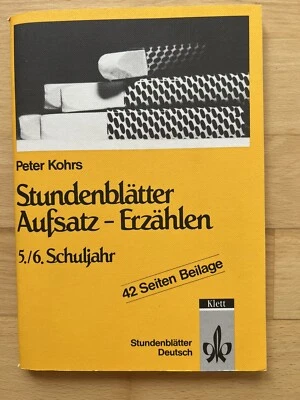 Peter Kohrs
Stundenblätter
Aufsatz – Erzählen
5./6. Schuljahr
42 Seiten Beilage
Klett
Stundenblätter
Deutsch